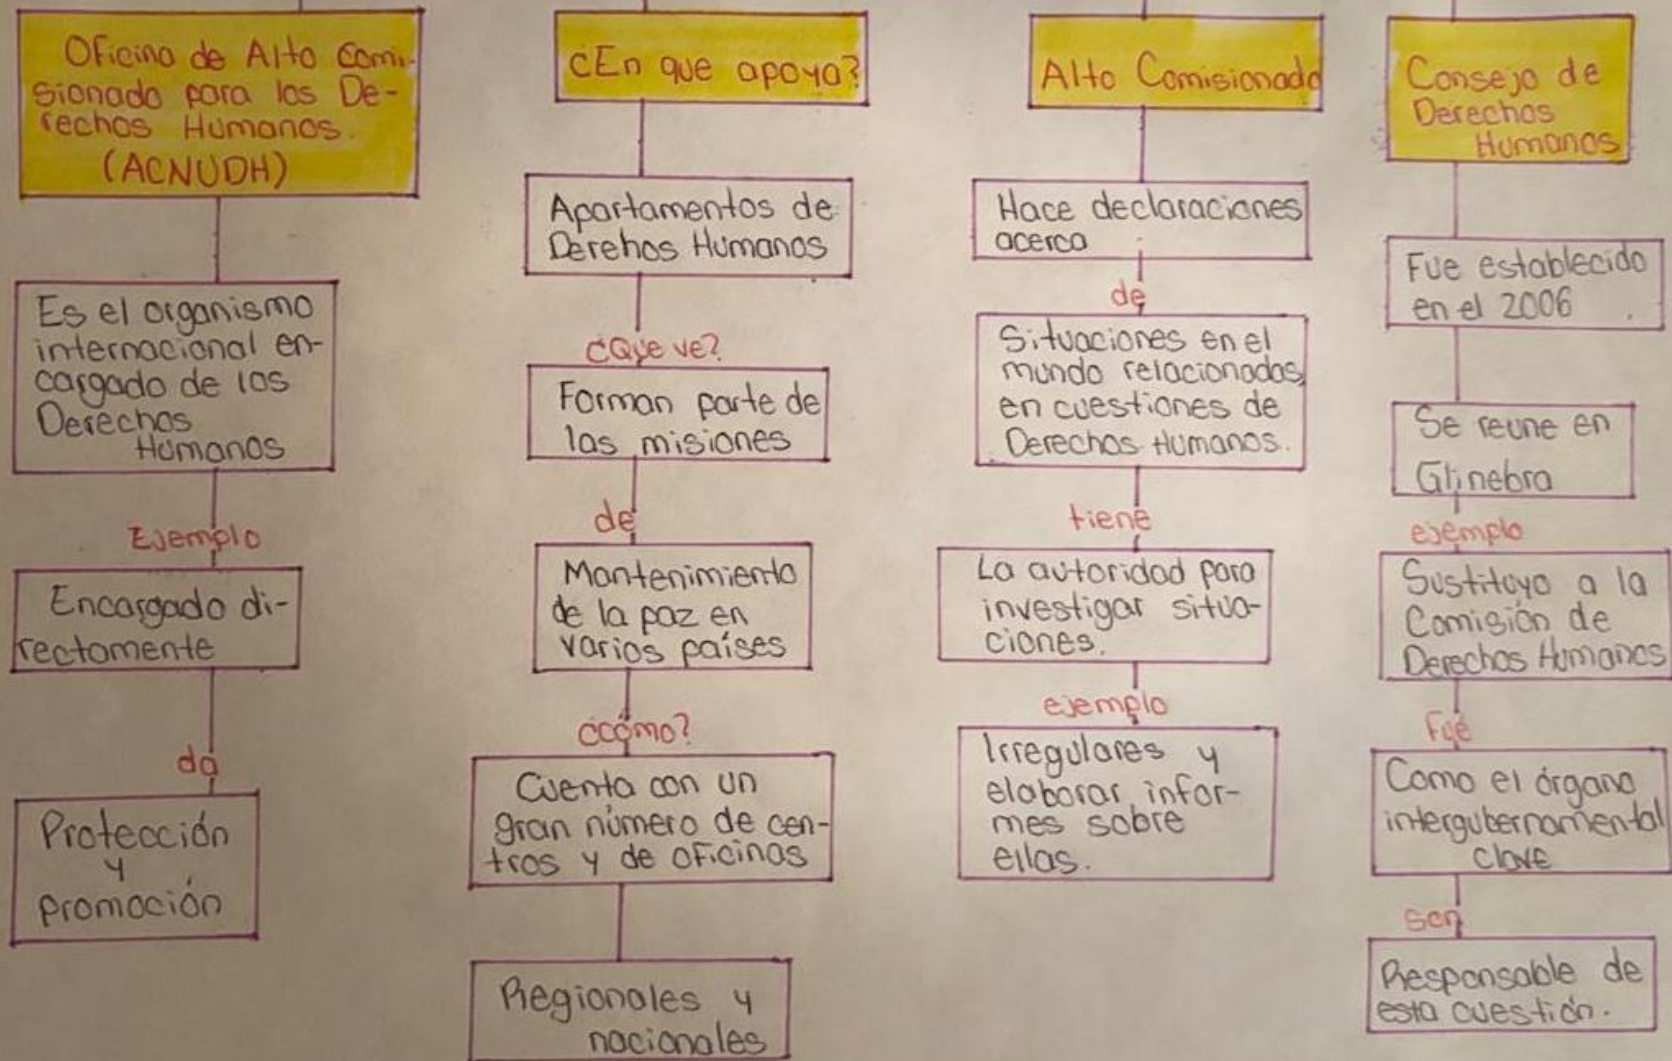 Oficina de Alto Comi-
sionado para los De-
rechos Humanos.
(ACNUDH)
Es el organismo
internacional en-
cargado de los
Derechos
Humanos
Ejemplo
Encargado di-
rectamente
da
Protección
y
promoción
¿En que apoya?
Apartamentos de
Derehos Humanos
¿Que ve?
Forman parte de
las misiones
de
Mantenimiento
de la paz en
varios países
¿cómo?
Cuenta con un
gran número de cen-
tros y de oficinas
Regionales y
nacionales
Alto Comisionado
Hace declaraciones
acerca
de
Situaciones en el
mundo relacionadas
en cuestiones de
Derechos Humanos.
tiene
La autoridad para
investigar situa-
ciones.
ejemplo
Irregulares y
elaborar infor-
mes sobre
ellas.
Consejo de
Derechos
Humanos
Fue establecido
en el 2006
Se reune en
Ginebra
ejemplo
Sustituyo a la
Comisión de
Derechos Humanos
Fue
Como el órgano
intergubernamental
clave
son
Responsable de
esta cuestión.